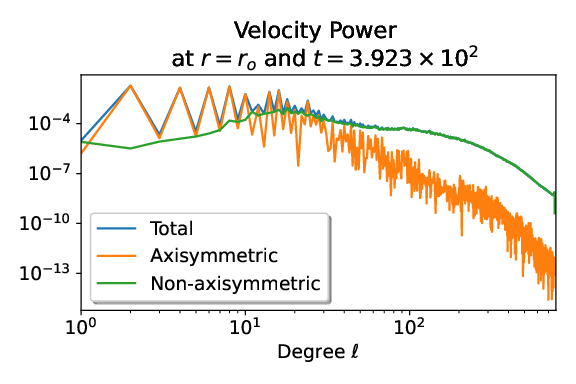 Velocity Power
at $r = r_o$ and $t = 3.923 \times 10^2$
$10^{-4}$
$10^{-7}$
$10^{-10}$
$10^{-13}$
Total
Axisymmetric
Non-axisymmetric
$10^0$ $10^1$ $10^2$
Degree ℓ